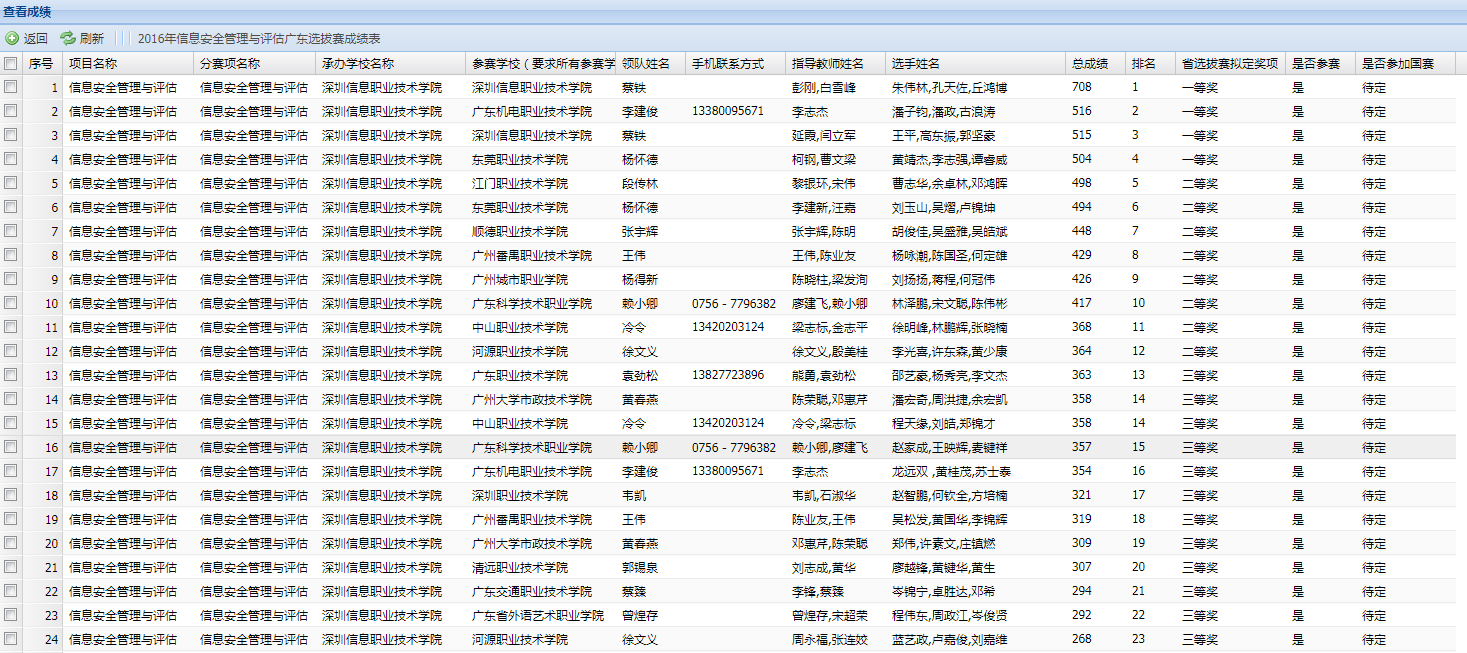 查看成绩
返回 刷新 2016年信息安全管理与评估广东选拔赛成绩表
序号 项目名称 分赛项名称 承办学校名称 参赛学校（要求所有参赛学 领队姓名 手机联系方式 指导教师姓名 选手姓名 总成绩 排名 省选拔赛拟定奖项 是否参赛 是否参加国赛
1 信息安全管理与评估 信息安全管理与评估 深圳信息职业技术学院 深圳信息职业技术学院 蔡铁 彭刚,白雪峰 朱伟林,孔天佐,丘鸿博 708 1 一等奖 是 待定
2 信息安全管理与评估 信息安全管理与评估 深圳信息职业技术学院 广东机电职业技术学院 李建俊 13380095671 李志杰 潘子钧,潘政,古浪涛 516 2 一等奖 是 待定
3 信息安全管理与评估 信息安全管理与评估 深圳信息职业技术学院 深圳信息职业技术学院 蔡铁 延霞,闫立军 王平,高东振,郭坚豪 515 3 一等奖 是 待定
4 信息安全管理与评估 信息安全管理与评估 深圳信息职业技术学院 东莞职业技术学院 杨怀德 柯钢,曹文梁 黄靖杰,李志强,谭睿威 504 4 一等奖 是 待定
5 信息安全管理与评估 信息安全管理与评估 深圳信息职业技术学院 江门职业技术学院 段传林 黎银环,宋伟 曹志华,余卓林,邓鸿晖 498 5 二等奖 是 待定
6 信息安全管理与评估 信息安全管理与评估 深圳信息职业技术学院 东莞职业技术学院 杨怀德 李建新,汪嘉 刘玉山,吴熠,卢锦坤 494 6 二等奖 是 待定
7 信息安全管理与评估 信息安全管理与评估 深圳信息职业技术学院 顺德职业技术学院 张宇辉 张宇辉,陈明 胡俊佳,吴盛雅,吴皓斌 448 7 二等奖 是 待定
8 信息安全管理与评估 信息安全管理与评估 深圳信息职业技术学院 广州番禺职业技术学院 王伟 王伟,陈业友 杨咏潮,陈国圣,何定雄 429 8 二等奖 是 待定
9 信息安全管理与评估 信息安全管理与评估 深圳信息职业技术学院 广州城市职业学院 杨得新 陈晓柱,梁发洵 刘扬扬,蒋程,何冠伟 426 9 二等奖 是 待定
10 信息安全管理与评估 信息安全管理与评估 深圳信息职业技术学院 广东科学技术职业学院 赖小卿 0756 - 7796382 廖建飞,赖小卿 林泽鹏,宋文聪,陈伟彬 417 10 二等奖 是 待定
11 信息安全管理与评估 信息安全管理与评估 深圳信息职业技术学院 中山职业技术学院 冷令 13420203124 梁志标,金志平 徐明峰,林鹏辉,张晓楠 368 11 二等奖 是 待定
12 信息安全管理与评估 信息安全管理与评估 深圳信息职业技术学院 河源职业技术学院 徐文义 徐文义,殷美桂 李光喜,许东森,黄少康 364 12 二等奖 是 待定
13 信息安全管理与评估 信息安全管理与评估 深圳信息职业技术学院 广东职业技术学院 袁劲松 13827723896 熊勇,袁劲松 邵艺豪,杨秀亮,李文杰 363 13 三等奖 是 待定
14 信息安全管理与评估 信息安全管理与评估 深圳信息职业技术学院 广州大学市政技术学院 黄春燕 陈荣聪,邓惠芹 潘宏奇,周洪捷,余宏凯 358 14 三等奖 是 待定
15 信息安全管理与评估 信息安全管理与评估 深圳信息职业技术学院 中山职业技术学院 冷令 13420203124 冷令,梁志标 程天缘,刘皓,郑锦才 358 14 三等奖 是 待定
16 信息安全管理与评估 信息安全管理与评估 深圳信息职业技术学院 广东科学技术职业学院 赖小卿 0756 - 7796382 赖小卿,廖建飞 赵家成,王映辉,麦键祥 357 15 三等奖 是 待定
17 信息安全管理与评估 信息安全管理与评估 深圳信息职业技术学院 广东机电职业技术学院 李建俊 13380095671 李志杰 龙远双 ,黄桂茂,苏士泰 354 16 三等奖 是 待定
18 信息安全管理与评估 信息安全管理与评估 深圳信息职业技术学院 深圳职业技术学院 韦凯 韦凯,石淑华 赵智鹏,何钦全,方培楠 321 17 三等奖 是 待定
19 信息安全管理与评估 信息安全管理与评估 深圳信息职业技术学院 广州番禺职业技术学院 王伟 陈业友,王伟 吴松发,黄国华,李锦辉 319 18 三等奖 是 待定
20 信息安全管理与评估 信息安全管理与评估 深圳信息职业技术学院 广州大学市政技术学院 黄春燕 邓惠芹,陈荣聪 郑伟,许素文,庄镇燃 309 19 三等奖 是 待定
21 信息安全管理与评估 信息安全管理与评估 深圳信息职业技术学院 清远职业技术学院 郭锡泉 刘志成,黄华 廖越锋,黄键华,黄生 307 20 三等奖 是 待定
22 信息安全管理与评估 信息安全管理与评估 深圳信息职业技术学院 广东交通职业技术学院 蔡臻 李锋,蔡臻 岑锦宁,卓胜达,邓希 294 21 三等奖 是 待定
23 信息安全管理与评估 信息安全管理与评估 深圳信息职业技术学院 广东省外语艺术职业学院 曾煌存 曾煌存,宋超荣 程伟东,周政江,岑俊贤 292 22 三等奖 是 待定
24 信息安全管理与评估 信息安全管理与评估 深圳信息职业技术学院 河源职业技术学院 徐文义 周永福,张连姣 蓝艺政,卢嘉俊,刘嘉维 268 23 三等奖 是 待定